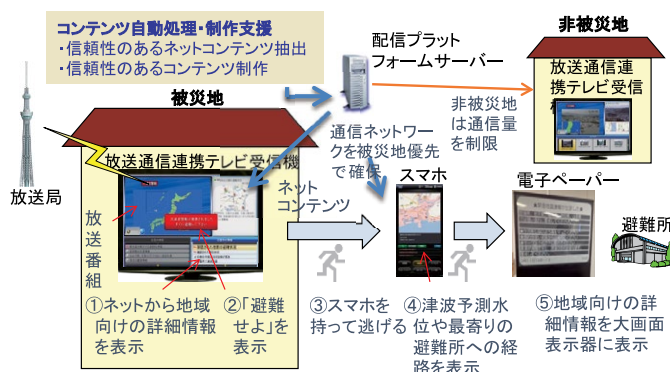 コンテンツ自動処理・制作支援
・信頼性のあるネットコンテンツ抽出
・信頼性のあるコンテンツ制作
配信プラット
フォームサーバー
非被災地
放送通信連
携テレビ受信
非被災地
は通信量
を制限
被災地
放送通信連携テレビ受信機
放送局
放送番組
通信ネットワー
クを被災地優先
で確保
ネット
コンテンツ
スマホ
電子ペーパー
避難所
①ネットから地域
向けの詳細情報
を表示
②「避難
せよ」を
表示
③スマホを
持って逃げる
④津波予測水
位や最寄りの
避難所への経
路を表示
⑤地域向けの詳
細情報を大画面
表示器に表示